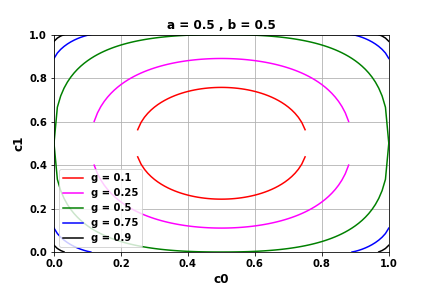 a = 0.5 , b = 0.5
c1
1.0
0.8
0.6
0.4
0.2
0.0
g = 0.1
g = 0.25
g = 0.5
g = 0.75
g = 0.9
0.0 0.2 0.4 0.6 0.8 1.0
c0